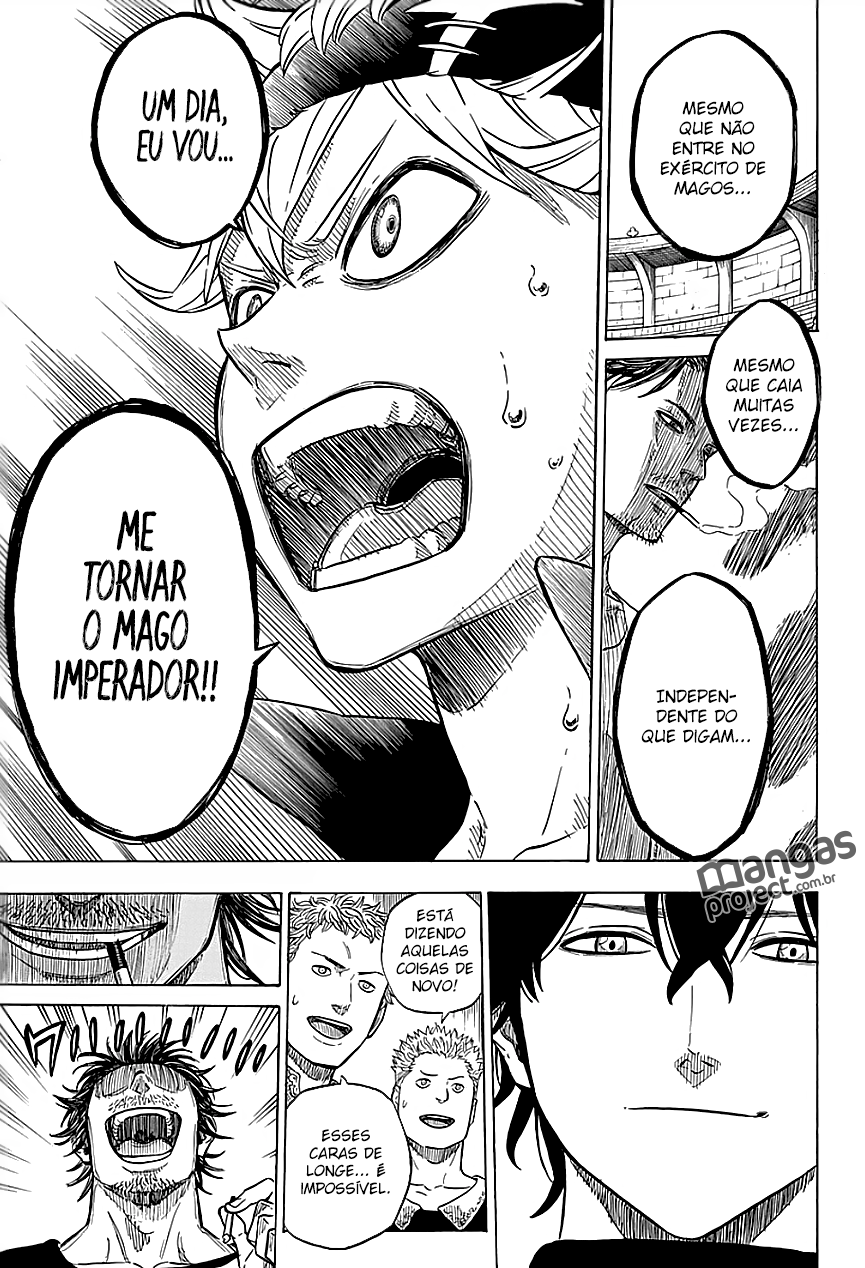 MESMO
QUE NÃO
ENTRE NO
EXÉRCITO DE
MAGOS...
MESMO
QUE CAIA
MUITAS
VEZES...
INDEPEN-
DENTE DO
QUE DIGAM...
UM DIA,
EU VOU...
ME
TORNAR
O MAGO
IMPERADOR!!
mangas
project.com.br
ESTÁ
DIZENDO
AQUELAS
COISAS DE
NOVO!
ESSES
CARAS DE
LONGE... É
IMPOSSÍVEL.